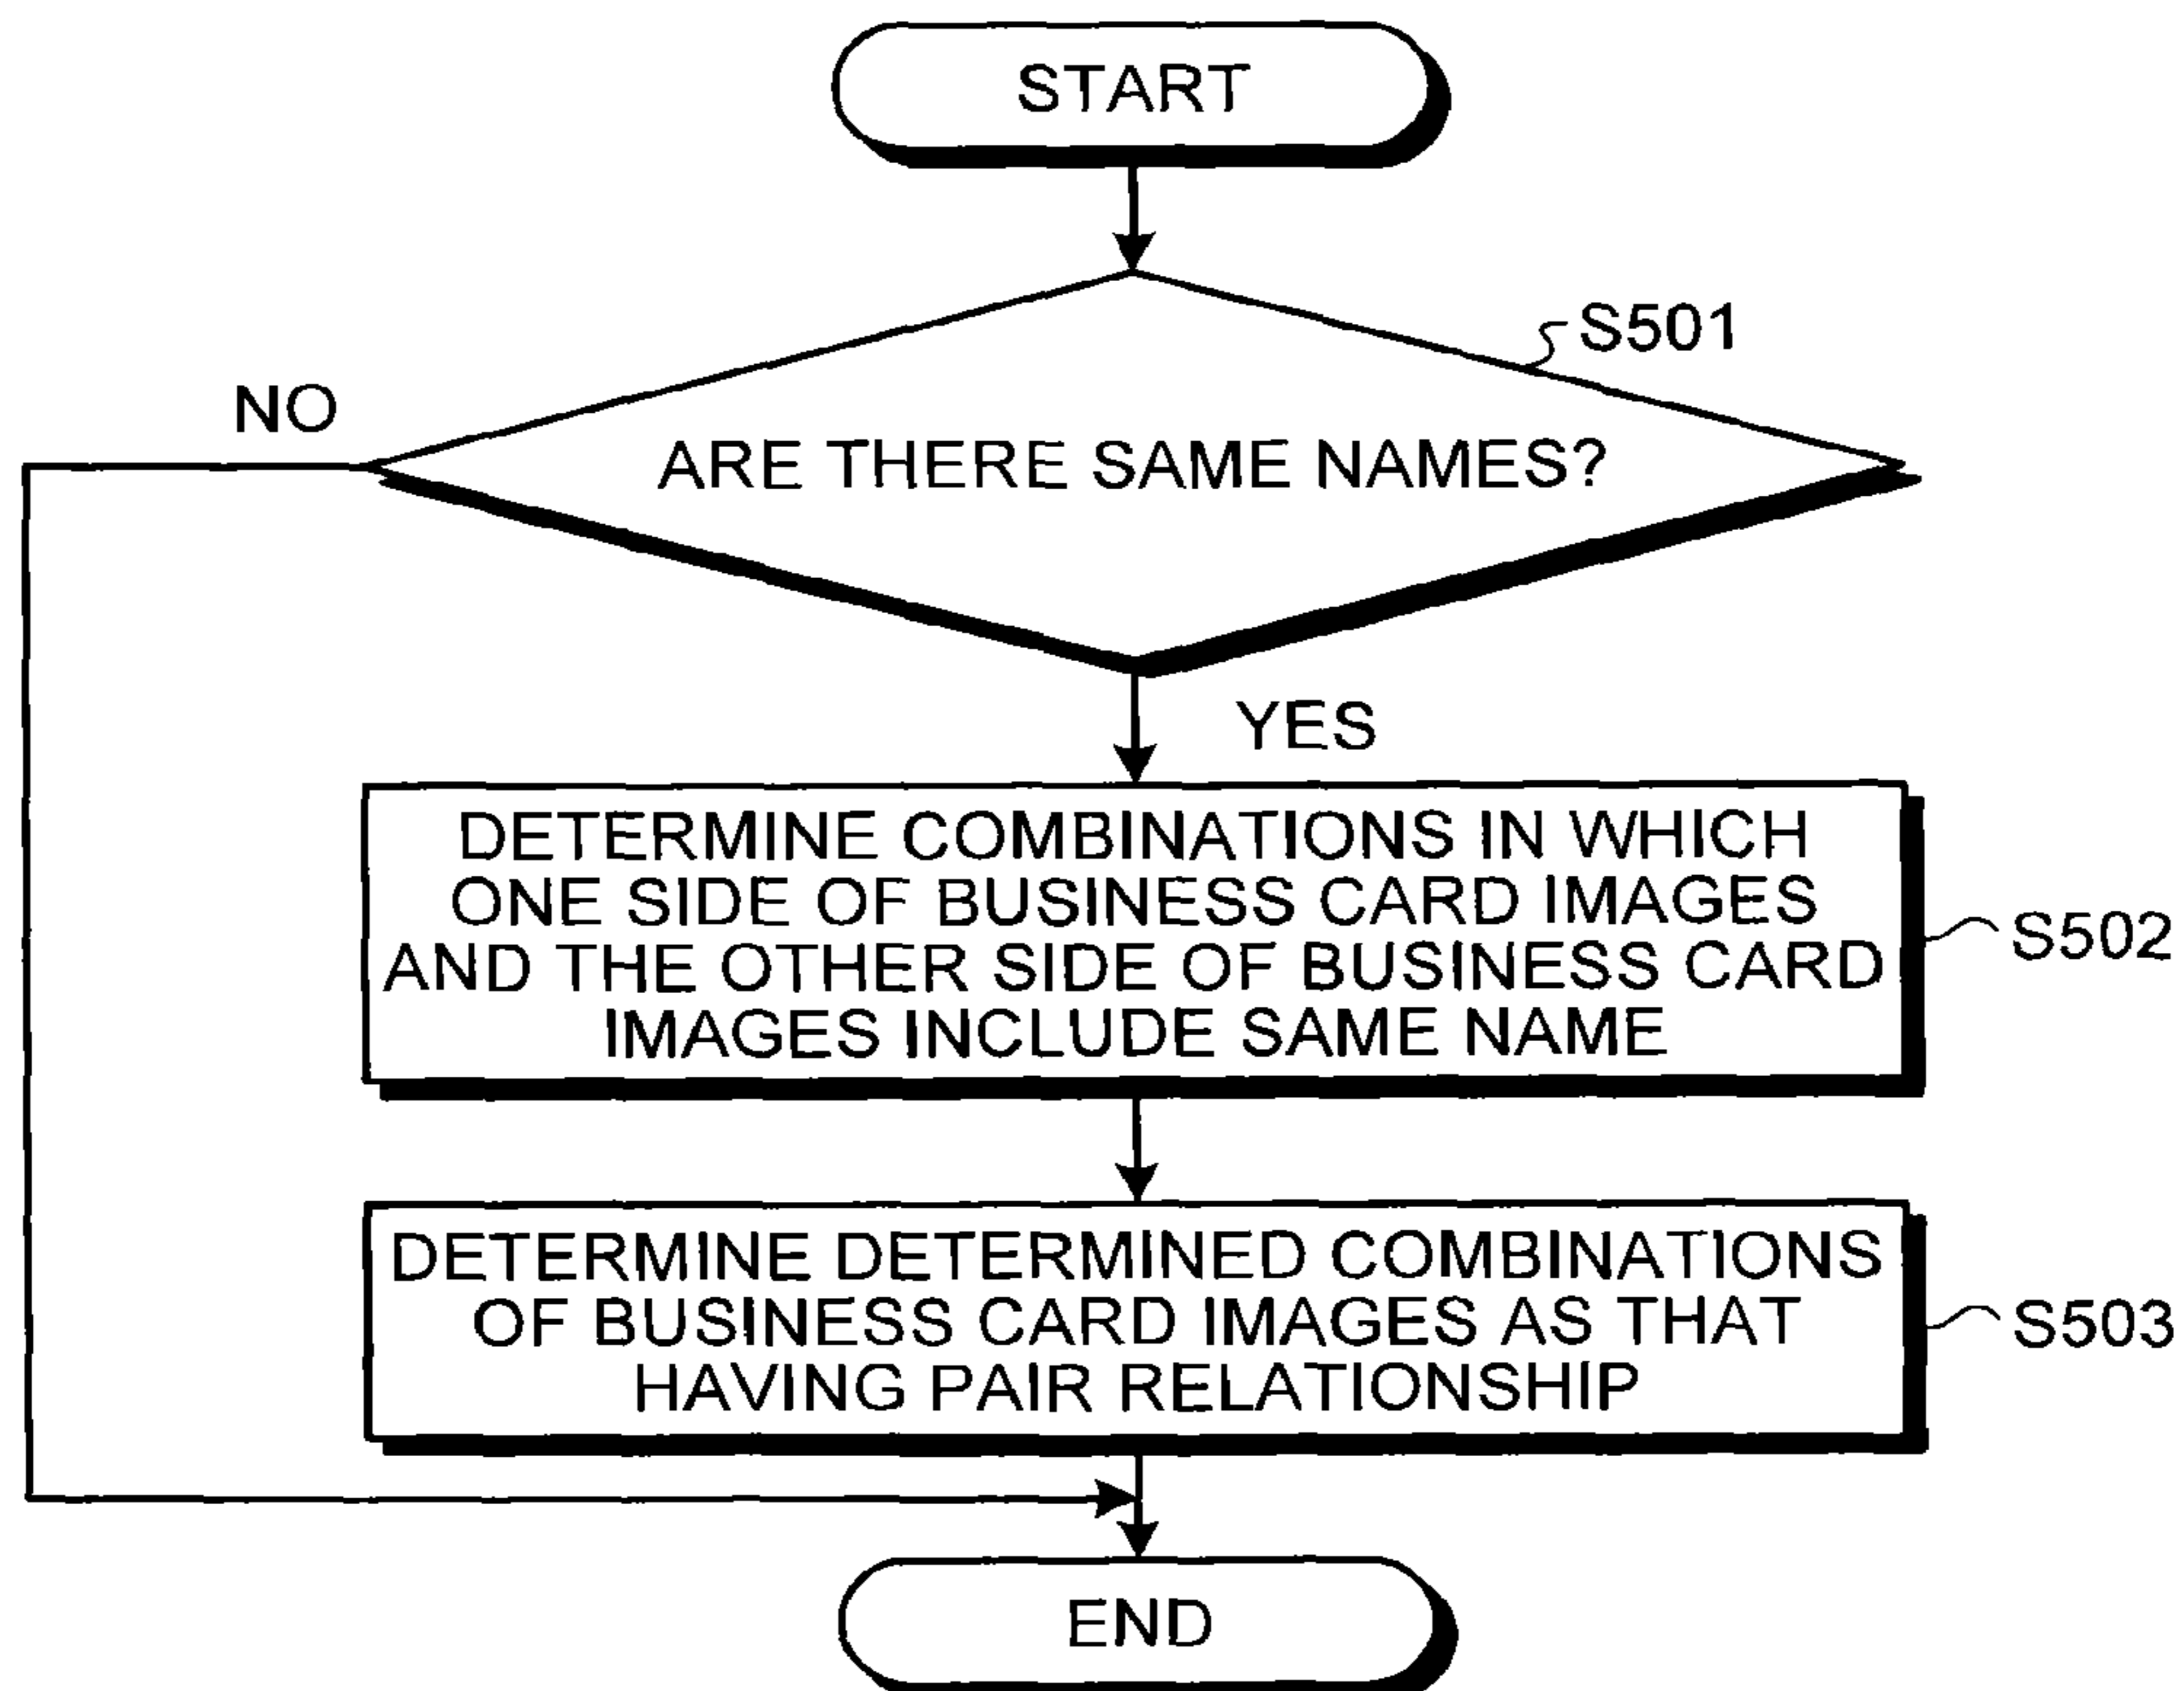 START
S501
NO
ARE THERE SAME NAMES?
YES
DETERMINE COMBINATIONS IN WHICH
ONE SIDE OF BUSINESS CARD IMAGES
AND THE OTHER SIDE OF BUSINESS CARD
IMAGES INCLUDE SAME NAME
S502
DETERMINE DETERMINED COMBINATIONS
OF BUSINESS CARD IMAGES AS THAT
HAVING PAIR RELATIONSHIP
S503
END